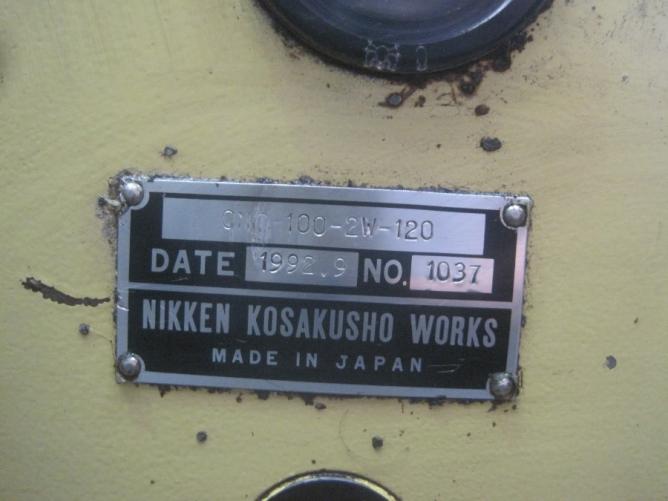 CNC-100-2W-120
DATE 1992.9 NO. 1037
NIKKEN KOSAKUSHO WORKS
MADE IN JAPAN